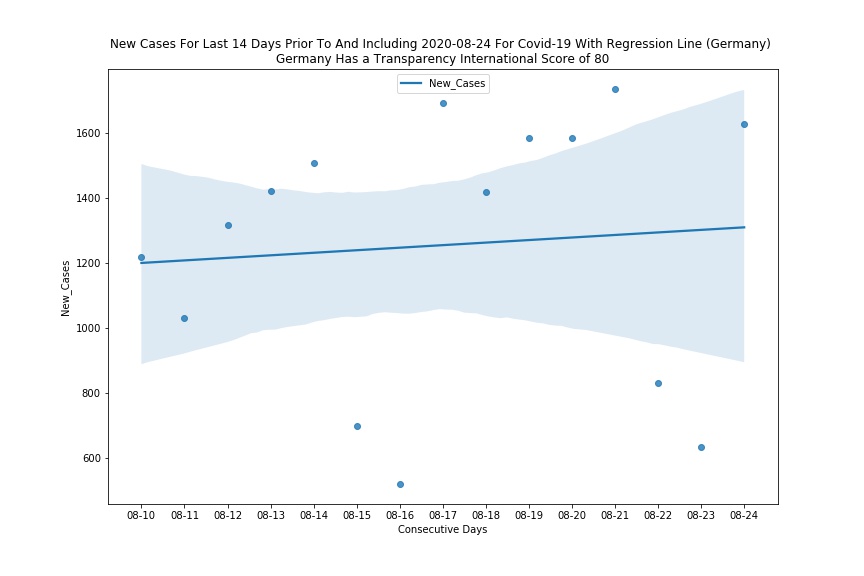 New Cases For Last 14 Days Prior To And Including 2020-08-24 For Covid-19 With Regression Line (Germany)
Germany Has a Transparency International Score of 80
New_Cases
1600
1400
1200
1000
800
600
New_Cases
08-10 08-11 08-12 08-13 08-14 08-15 08-16 08-17 08-18 08-19 08-20 08-21 08-22 08-23 08-24
Consecutive Days